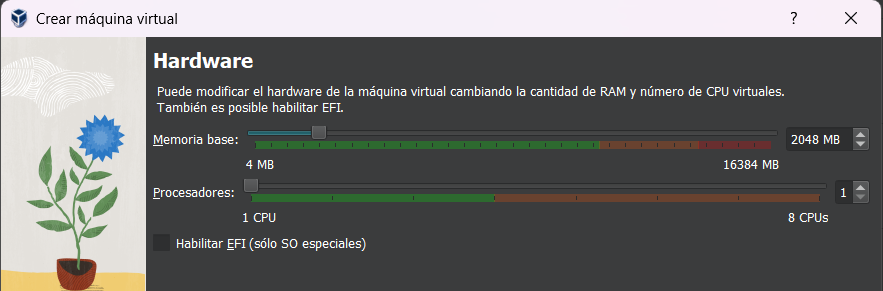 Crear máquina virtual
?
Hardware
Puede modificar el hardware de la máquina virtual cambiando la cantidad de RAM y número de CPU virtuales.
También es posible habilitar EFI.
Memoria base:
2048 MB
4 MB
16384 MB
Procesadores:
1
1 CPU
8 CPUs
Habilitar EFI (sólo SO especiales)